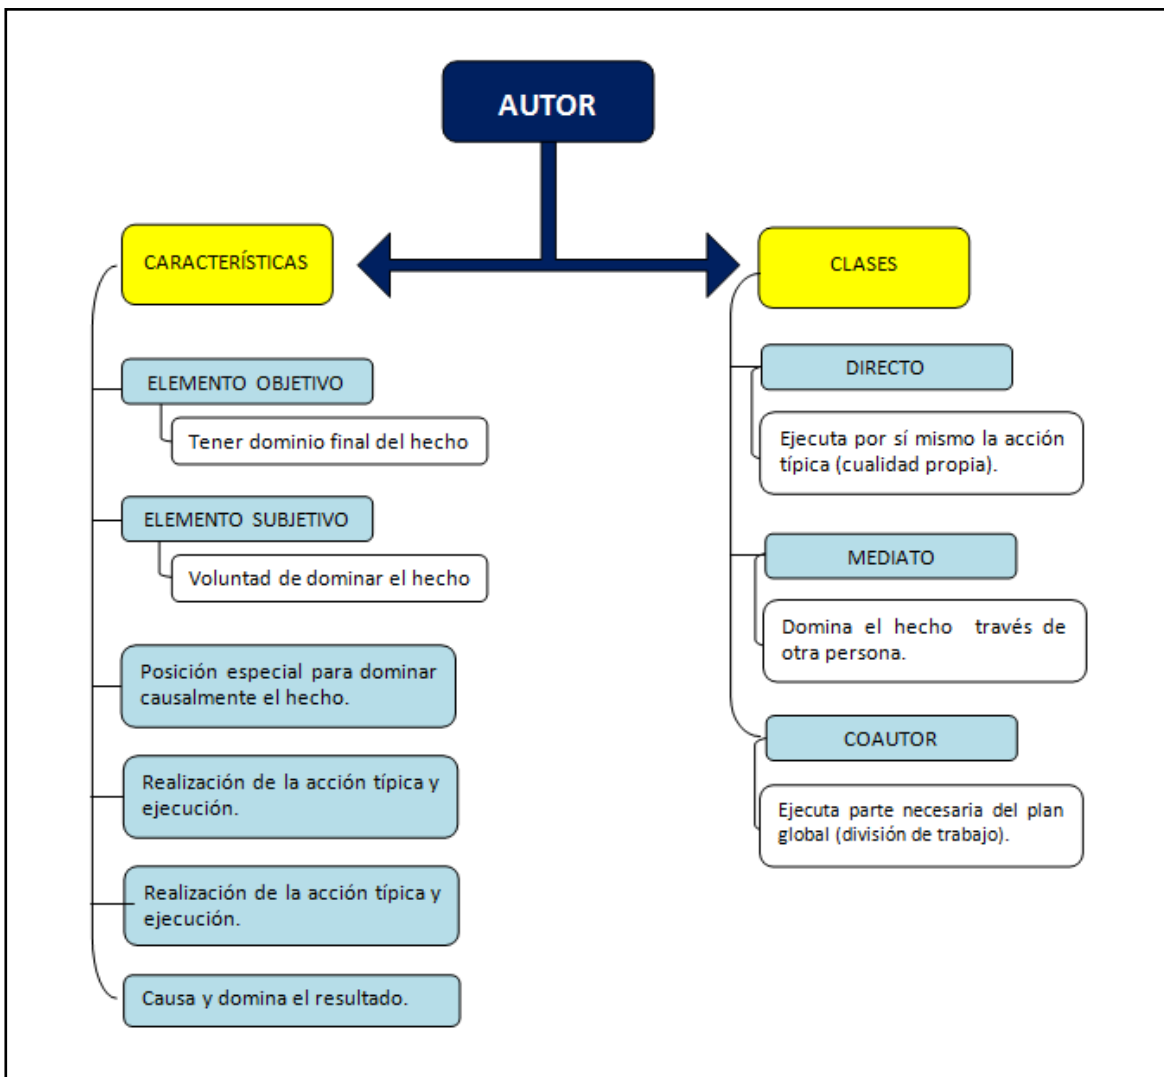 AUTOR
CARACTERÍSTICAS
ELEMENTO OBJETIVO
Tener dominio final del hecho
ELEMENTO SUBJETIVO
Voluntad de dominar el hecho
Posición especial para dominar
causalmente el hecho.
Realización de la acción típica y
ejecución.
Realización de la acción típica y
ejecución.
Causa y domina el resultado.
CLASES
DIRECTO
Ejecuta por sí mismo la acción
típica (cualidad propia).
MEDIATO
Domina el hecho través de
otra persona.
COAUTOR
Ejecuta parte necesaria del plan
global (división de trabajo).